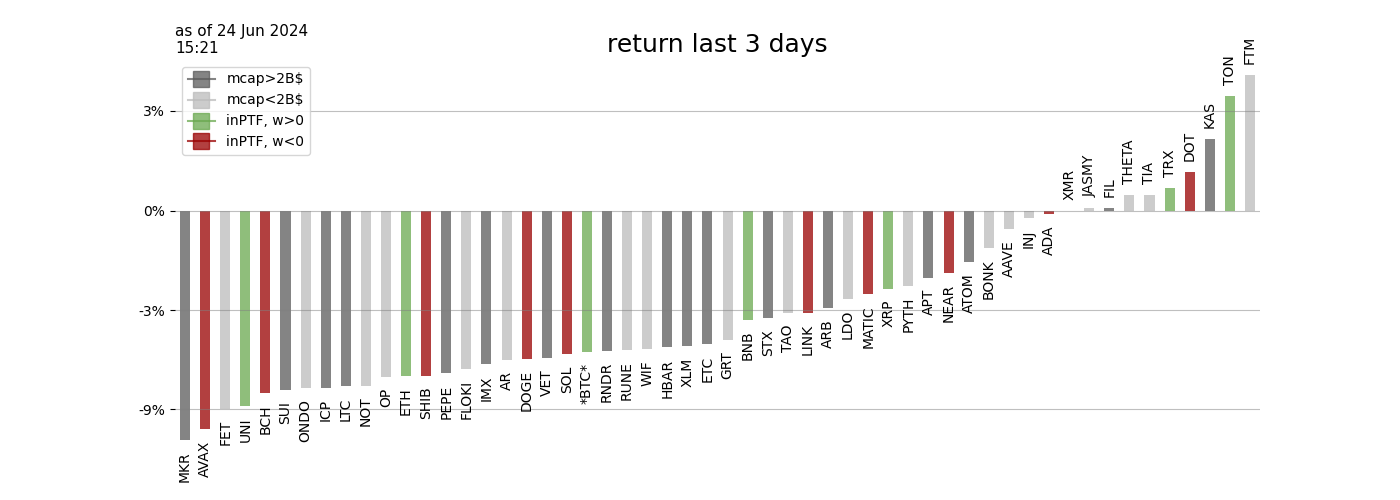 as of 24 Jun 2024
15:21
return last 3 days
mcap>2B$
mcap<2B$
inPTF, w>0
inPTF, w<0
3%
0%
-3%
-9%
MKR
AVAX
FET
UNI
BCH
SUI
ONDO
ICP
LTC
NOT
OP
ETH
SHIB
PEPE
FLOKI
IMX
AR
DOGE
VET
SOL
*BTC*
RNDR
RUNE
WIF
HBAR
XLM
ETC
GRT
BNB
STX
TAO
LINK
ARB
LDO
MATIC
XRP
PYTH
APT
NEAR
ATOM
BONK
AAVE
INJ
ADA
XMR
JASMY
FIL
THETA
TIA
TRX
DOT
KAS
TON
FTM